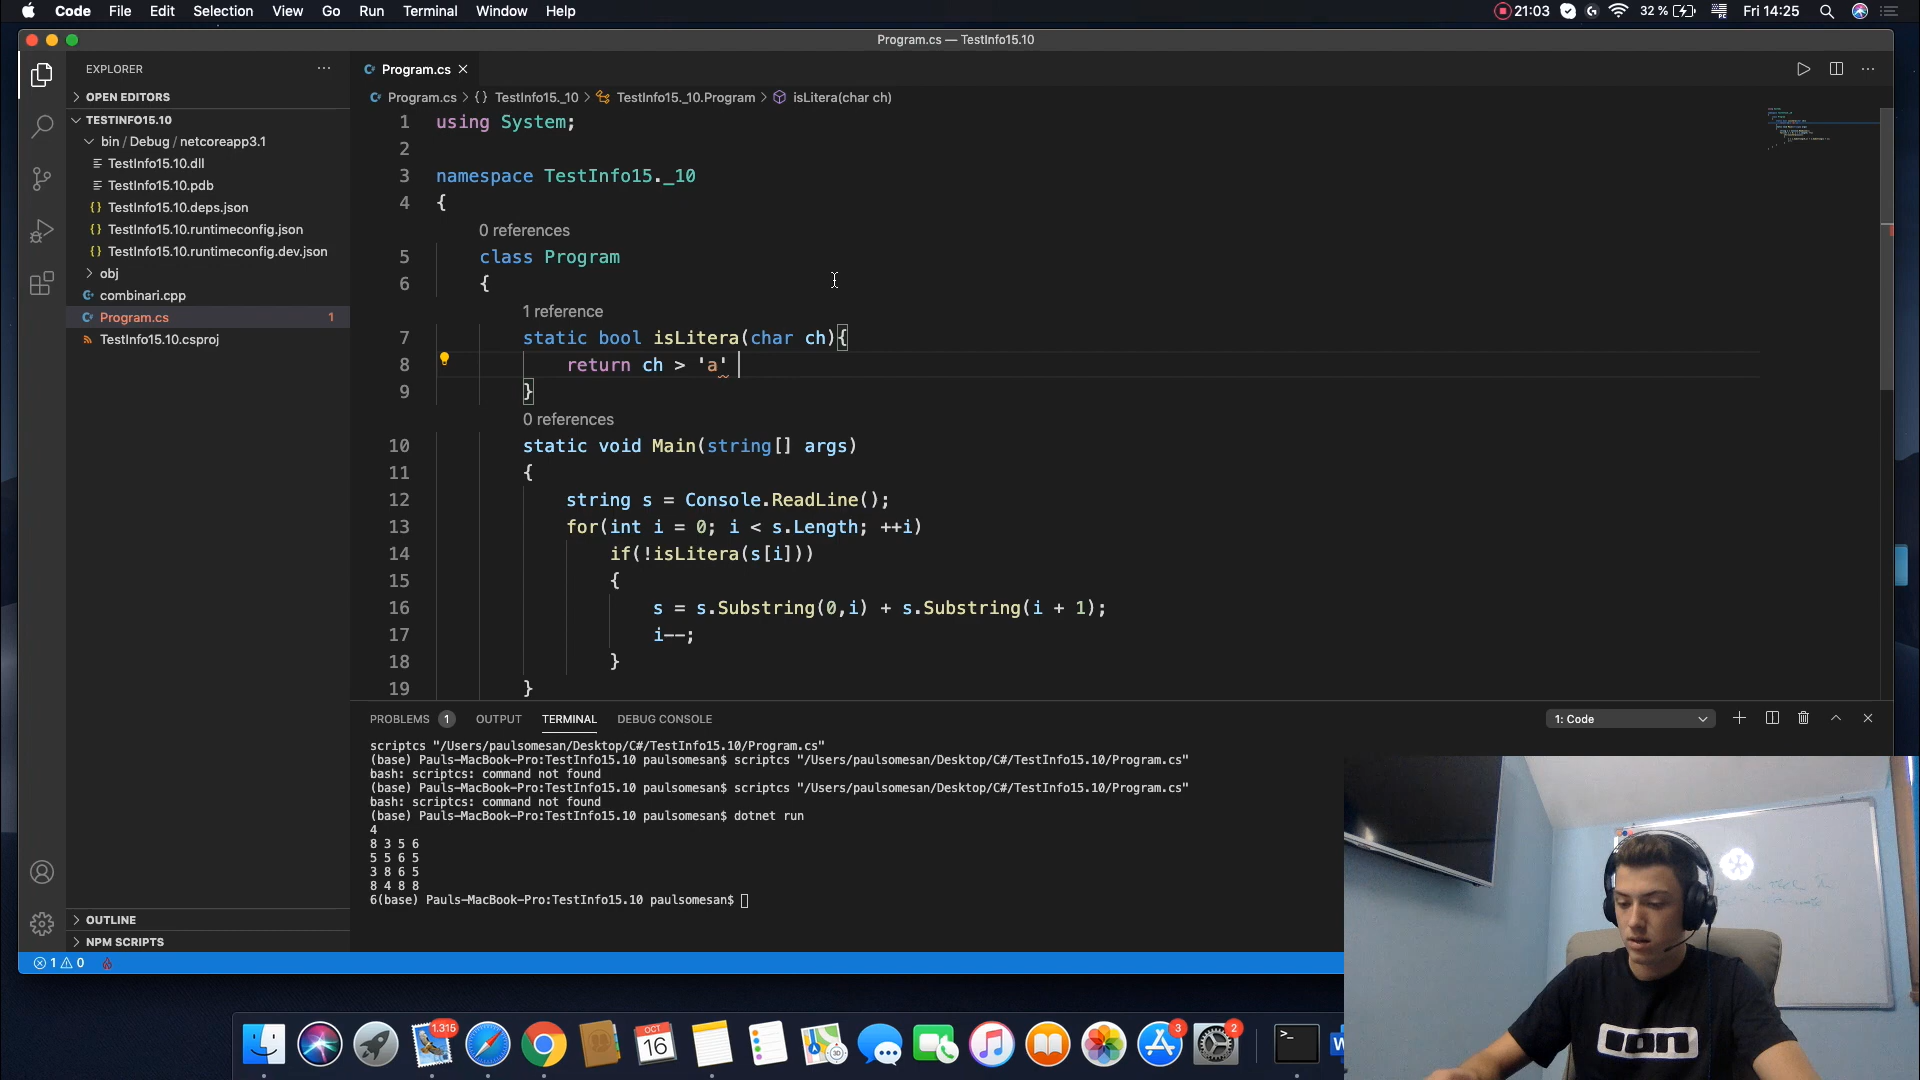 Code File Edit Selection View Go Run Terminal Window Help
21:03 32 % Fri 14:25
Program.cs — TestInfo15.10
EXPLORER
OPEN EDITORS
TESTINFO15.10
bin / Debug / netcoreapp3.1
TestInfo15.10.dll
TestInfo15.10.pdb
{} TestInfo15.10.deps.json
{} TestInfo15.10.runtimeconfig.json
{} TestInfo15.10.runtimeconfig.dev.json
obj
combinari.cpp
Program.cs 1
TestInfo15.10.csproj
OUTLINE
NPM SCRIPTS
Program.cs
Program.cs > {} TestInfo15._10 > TestInfo15._10.Program > isLitera(char ch)
1 using System;
2
3 namespace TestInfo15._10
4 {
0 references
5 class Program
6 {
1 reference
7 static bool isLitera(char ch){
8 return ch > 'a'
9 }
0 references
10 static void Main(string[] args)
11 {
12 string s = Console.ReadLine();
13 for(int i = 0; i < s.Length; ++i)
14 if(!isLitera(s[i]))
15 {
16 s = s.Substring(0,i) + s.Substring(i + 1);
17 i--;
18 }
19 }
PROBLEMS 1 OUTPUT TERMINAL DEBUG CONSOLE 1: Code
scriptcs "/Users/paulsomesan/Desktop/C#/TestInfo15.10/Program.cs"
(base) Pauls-MacBook-Pro:TestInfo15.10 paulsomesan$ scriptcs "/Users/paulsomesan/Desktop/C#/TestInfo15.10/Program.cs"
bash: scriptcs: command not found
(base) Pauls-MacBook-Pro:TestInfo15.10 paulsomesan$ scriptcs "/Users/paulsomesan/Desktop/C#/TestInfo15.10/Program.cs"
bash: scriptcs: command not found
(base) Pauls-MacBook-Pro:TestInfo15.10 paulsomesan$ dotnet run
4
8 3 5 6
5 5 6 5
3 8 6 5
8 4 8 8
6(base) Pauls-MacBook-Pro:TestInfo15.10 paulsomesan$
1 0
1.315
OCT
16
3
2
ion